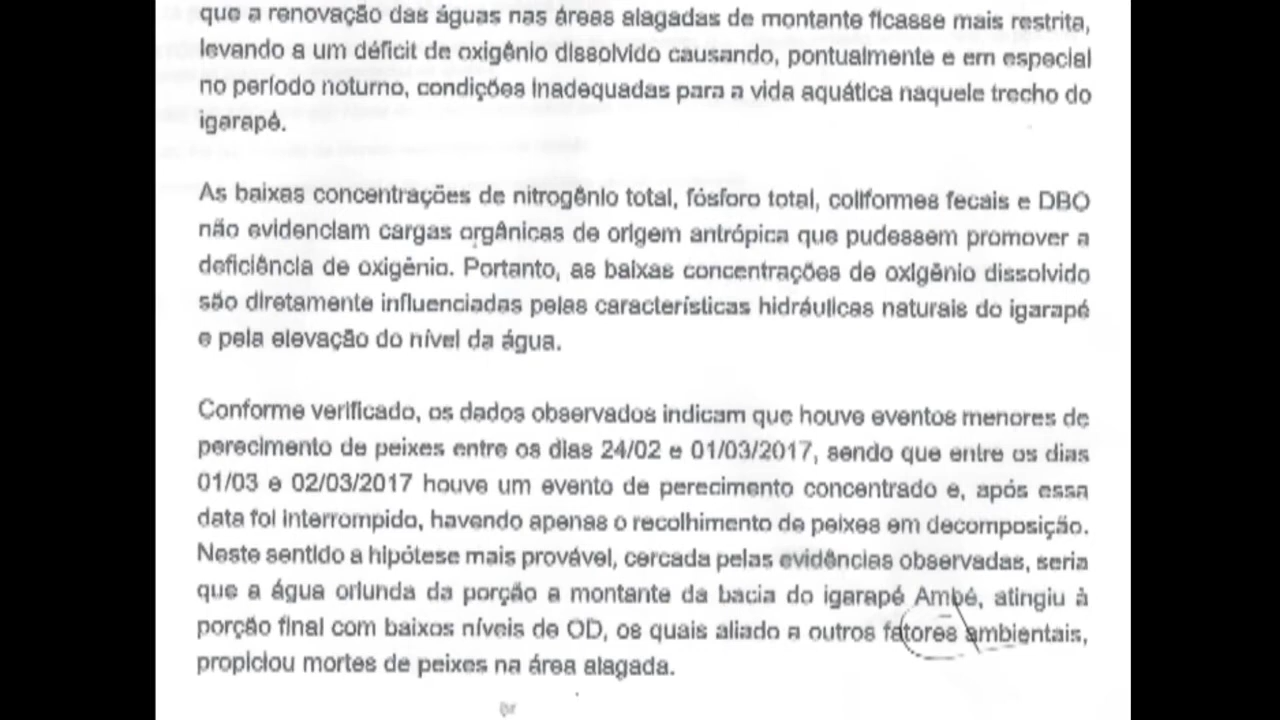 que a renovação das águas nas áreas alagadas de montante ficasse mais restrita,
levando a um déficit de oxigênio dissolvido causando, pontualmente e em especial
no período noturno, condições inadequadas para a vida aquática naquele trecho do
igarapé.
As baixas concentrações de nitrogênio total, fósforo total, coliformes fecais e DBO
não evidenciam cargas orgânicas de origem antrópica que pudessem promover a
deficiência de oxigênio. Portanto, as baixas concentrações de oxigênio dissolvido
são diretamente influenciadas pelas características hidráulicas naturais do igarapé
e pela elevação do nível da água.
Conforme verificado, os dados observados indicam que houve eventos menores de
perecimento de peixes entre os dias 24/02 e 01/03/2017, sendo que entre os dias
01/03 e 02/03/2017 houve um evento de perecimento concentrado e, após essa
data foi interrompido, havendo apenas o recolhimento de peixes em decomposição.
Neste sentido a hipótese mais provável, cercada pelas evidências observadas, seria
que a água oriunda da porção a montante da bacia do igarapé Ambé, atingiu à
porção final com baixos níveis de OD, os quais aliado a outros fatores ambientais,
propiciou mortes de peixes na área alagada.